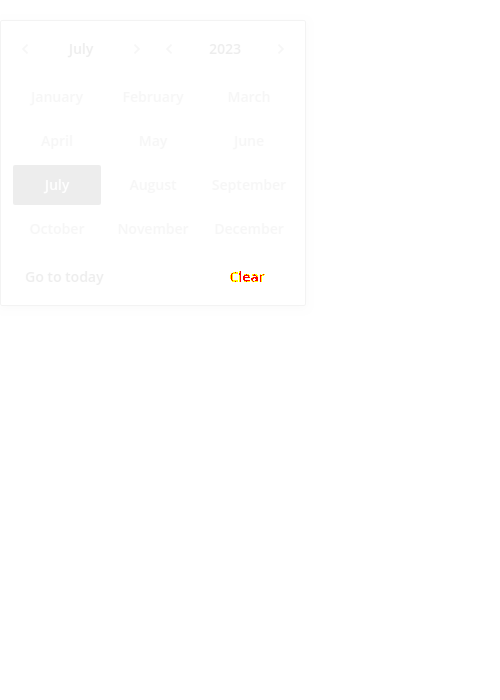 July 2023
January February March
April May June
July August September
October November December
Go to today Clear